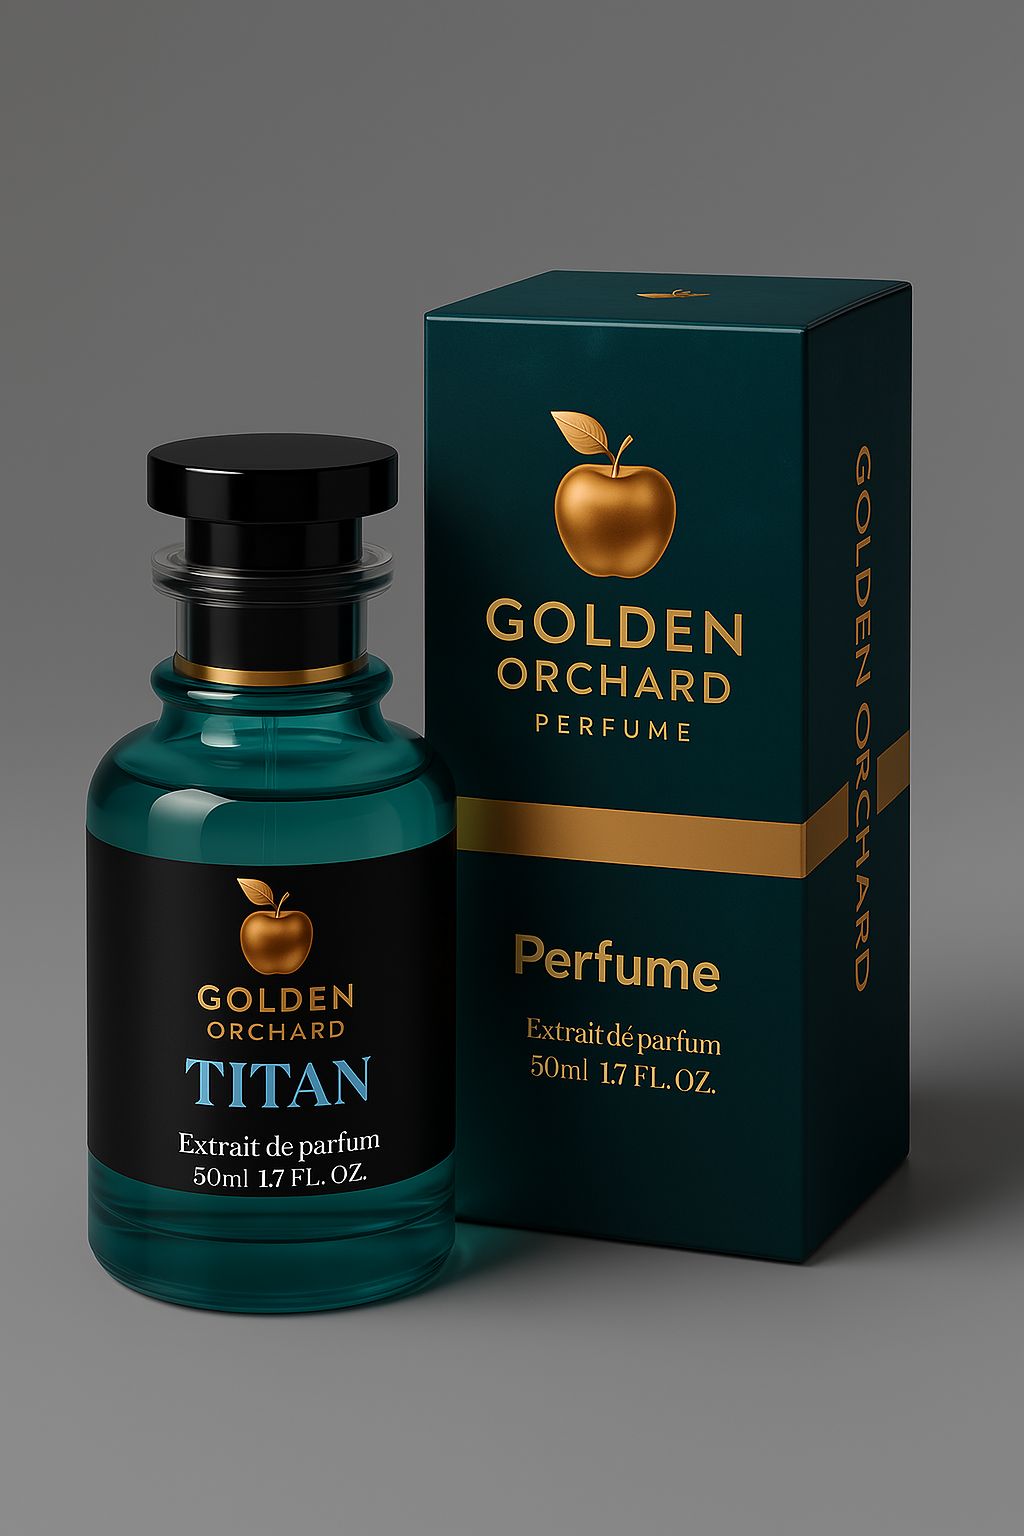 GOLDEN
ORCHARD
TITAN
Extrait de parfum
50ml 1.7 FL. OZ.
GOLDEN
ORCHARD
PERFUME
Perfume
Extrait dé parfum
50ml 1.7 FL. OZ.
GOLDEN ORCHARD